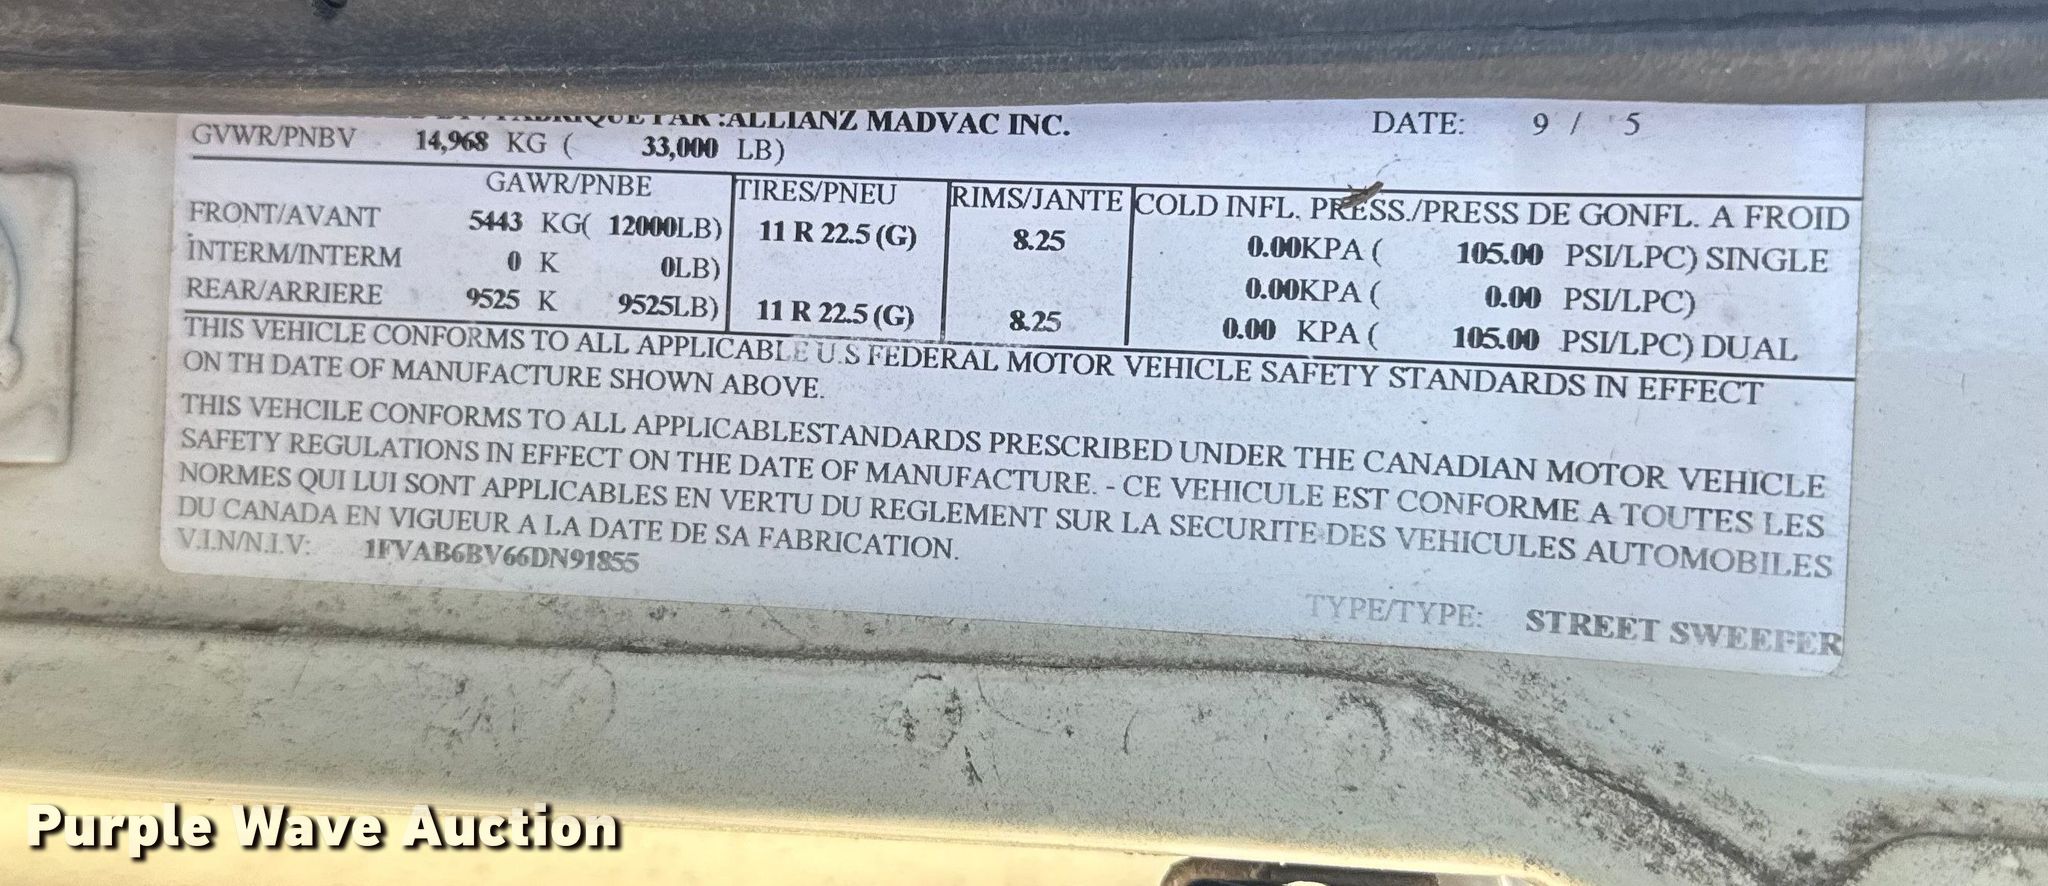 FABRIQUE PAR :ALLIANZ MADVAC INC. DATE: 9 / 5
GVWR/PNBV 14,968 KG ( 33,000 LB)
GAWR/PNBE TIRES/PNEU RIMS/JANTE COLD INFL. PRESS./PRESS DE GONFL. A FROID
FRONT/AVANT 5443 KG( 12000LB) 11 R 22.5 (G) 8.25 0.00KPA ( 105.00 PSI/LPC) SINGLE
INTERM/INTERM 0 K 0LB) 0.00KPA ( 0.00 PSI/LPC)
REAR/ARRIERE 9525 K 9525LB) 11 R 22.5 (G) 8.25 0.00 KPA ( 105.00 PSI/LPC) DUAL
THIS VEHICLE CONFORMS TO ALL APPLICABLE U.S FEDERAL MOTOR VEHICLE SAFETY STANDARDS IN EFFECT
ON TH DATE OF MANUFACTURE SHOWN ABOVE.
THIS VEHCILE CONFORMS TO ALL APPLICABLESTANDARDS PRESCRIBED UNDER THE CANADIAN MOTOR VEHICLE
SAFETY REGULATIONS IN EFFECT ON THE DATE OF MANUFACTURE. - CE VEHICULE EST CONFORME A TOUTES LES
NORMES QUI LUI SONT APPLICABLES EN VERTU DU REGLEMENT SUR LA SECURITE DES VEHICULES AUTOMOBILES
DU CANADA EN VIGUEUR A LA DATE DE SA FABRICATION.
V.I.N/N.I.V: 1FVAB6BV66DN91855
TYPE/TYPE: STREET SWEEPER
Purple Wave Auction